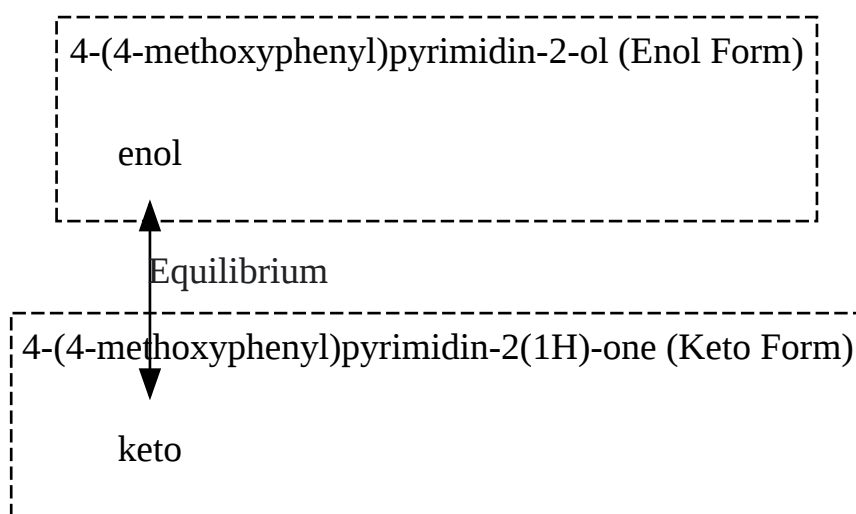 4-(4-methoxyphenyl)pyrimidin-2-ol (Enol Form)
enol
Equilibrium
4-(4-methoxyphenyl)pyrimidin-2(1H)-one (Keto Form)
keto